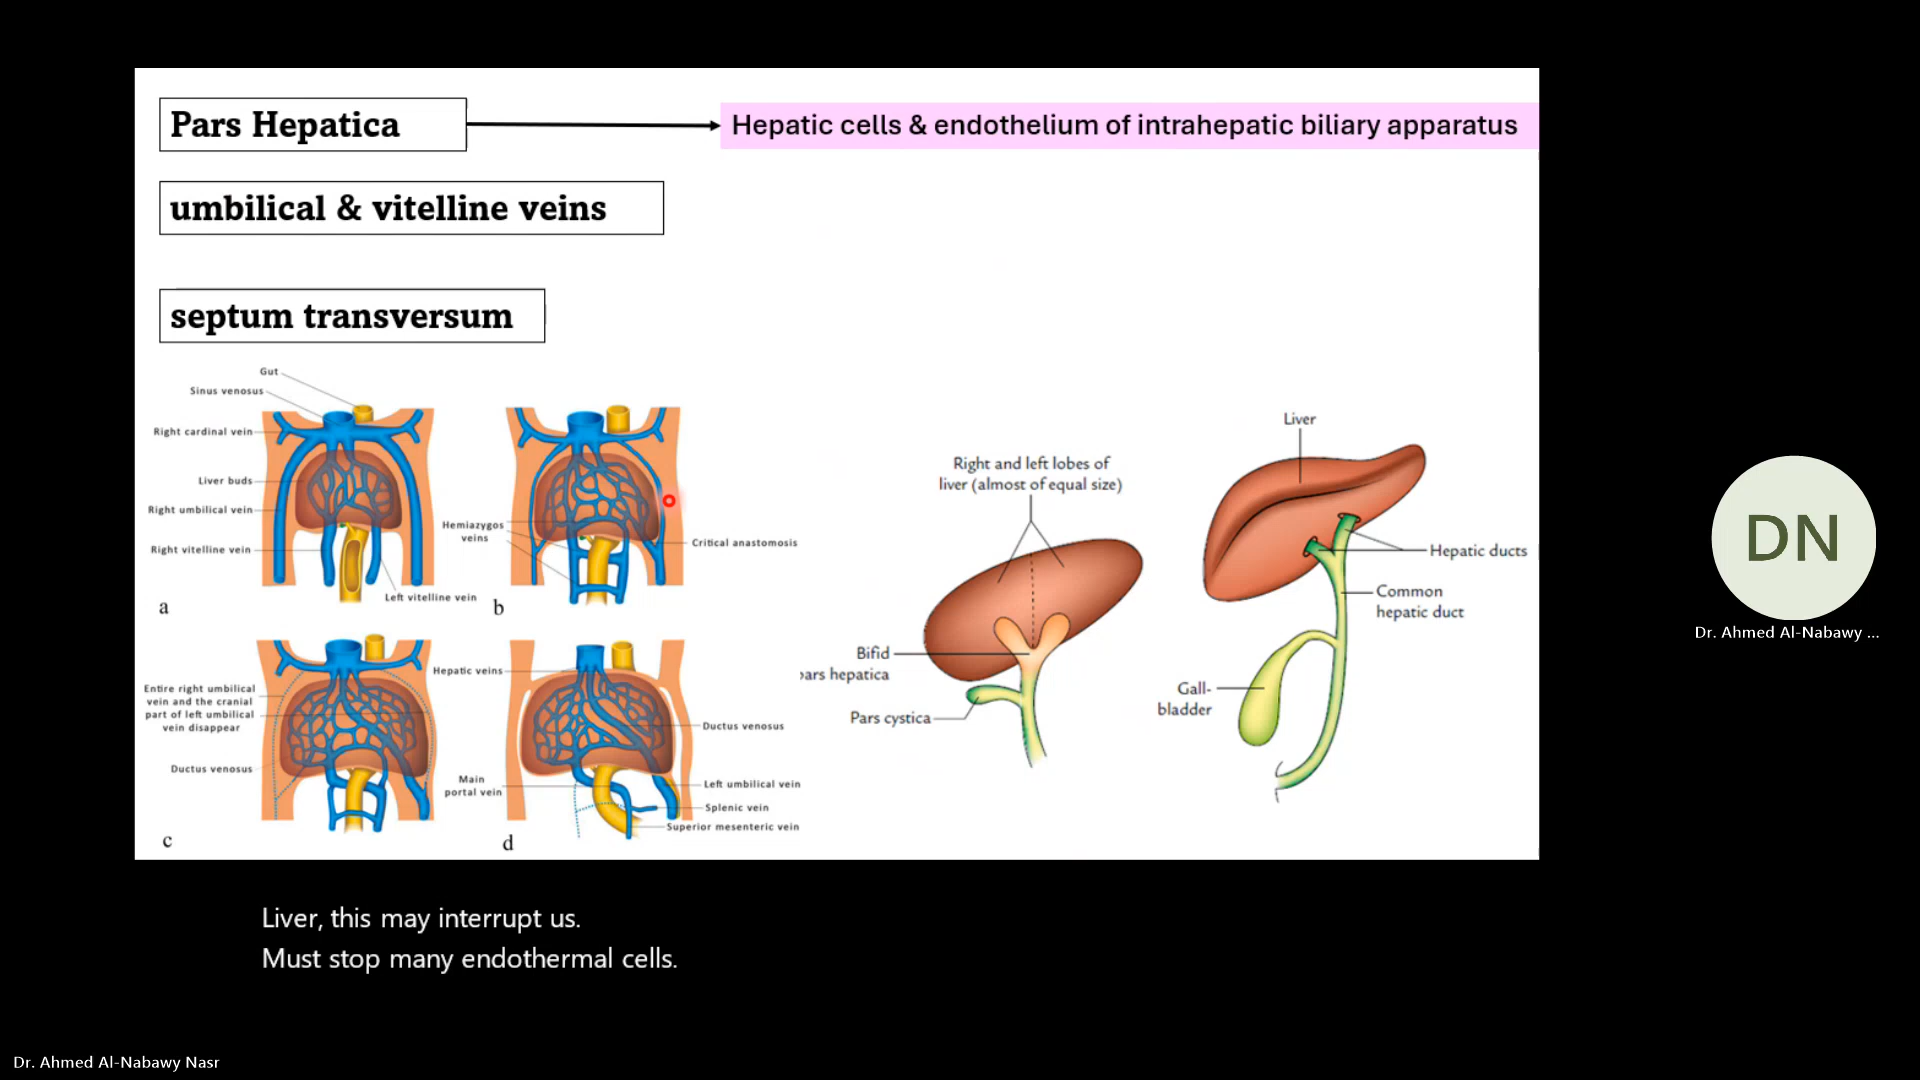 Pars Hepatica
Hepatic cells & endothelium of intrahepatic biliary apparatus
umbilical & vitelline veins
septum transversum
Gut
Sinus venosus
Right cardinal vein
Liver buds
Right umbilical vein
Right vitelline vein
Left vitelline vein
a
Hemiazygos
veins
Critical anastomosis
b
Entire right umbilical
vein and the cranial
part of left umbilical
vein disappear
Ductus venosus
c
Hepatic veins
Ductus venosus
Main
portal vein
Left umbilical vein
Splenic vein
Superior mesenteric vein
d
Right and left lobes of
liver (almost of equal size)
Bifid
pars hepatica
Pars cystica
Liver
Hepatic ducts
Common
hepatic duct
Gall-
bladder
DN
Dr. Ahmed Al-Nabawy ...
Liver, this may interrupt us.
Must stop many endothermal cells.
Dr. Ahmed Al-Nabawy Nasr